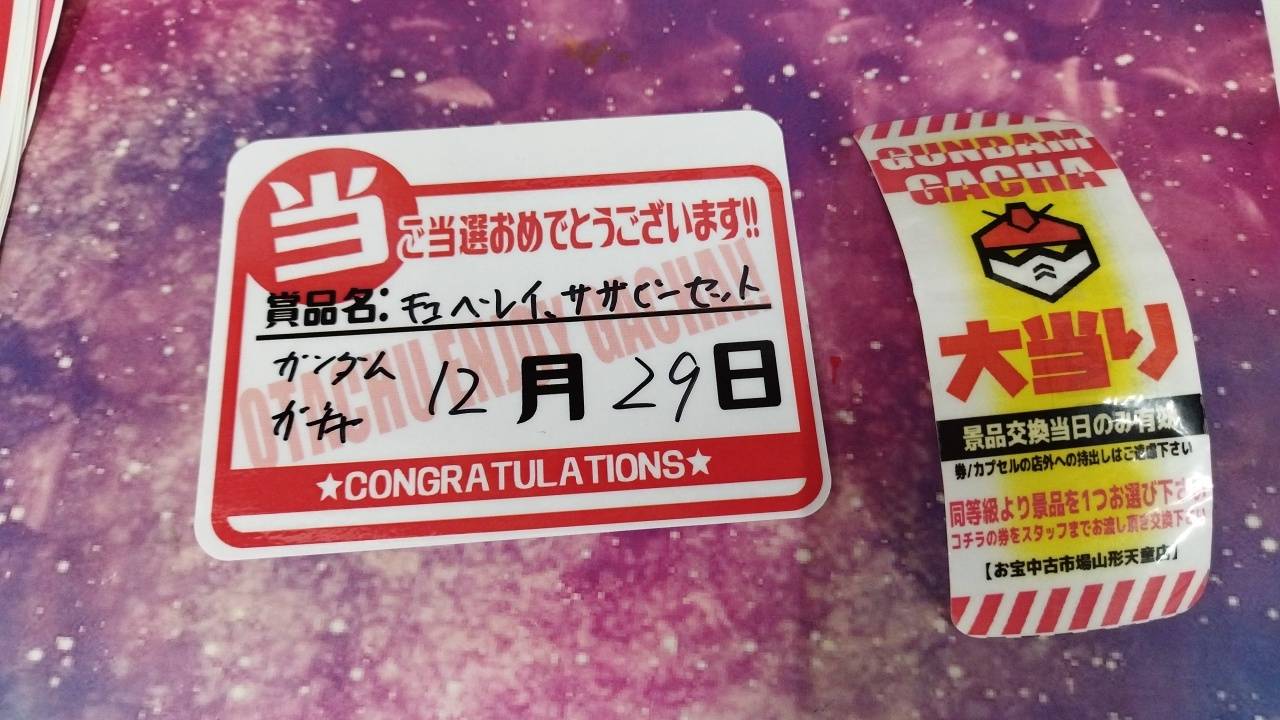 当
ご当選おめでとうございます!!
賞品名:キュベレイ、サザビーセット
OTACHU ENJOY GACHA!!
ガンダム
ガチャ
12月29日
★CONGRATULATIONS★
GUNDAM
GACHA
大当り
景品交換当日のみ有効
券/カプセルの店外への持出しはご遠慮下さい
同等級より景品を1つお選び下さい
コチラの券をスタッフまでお渡し頂き交換下さい
【お宝中古市場山形天童店】